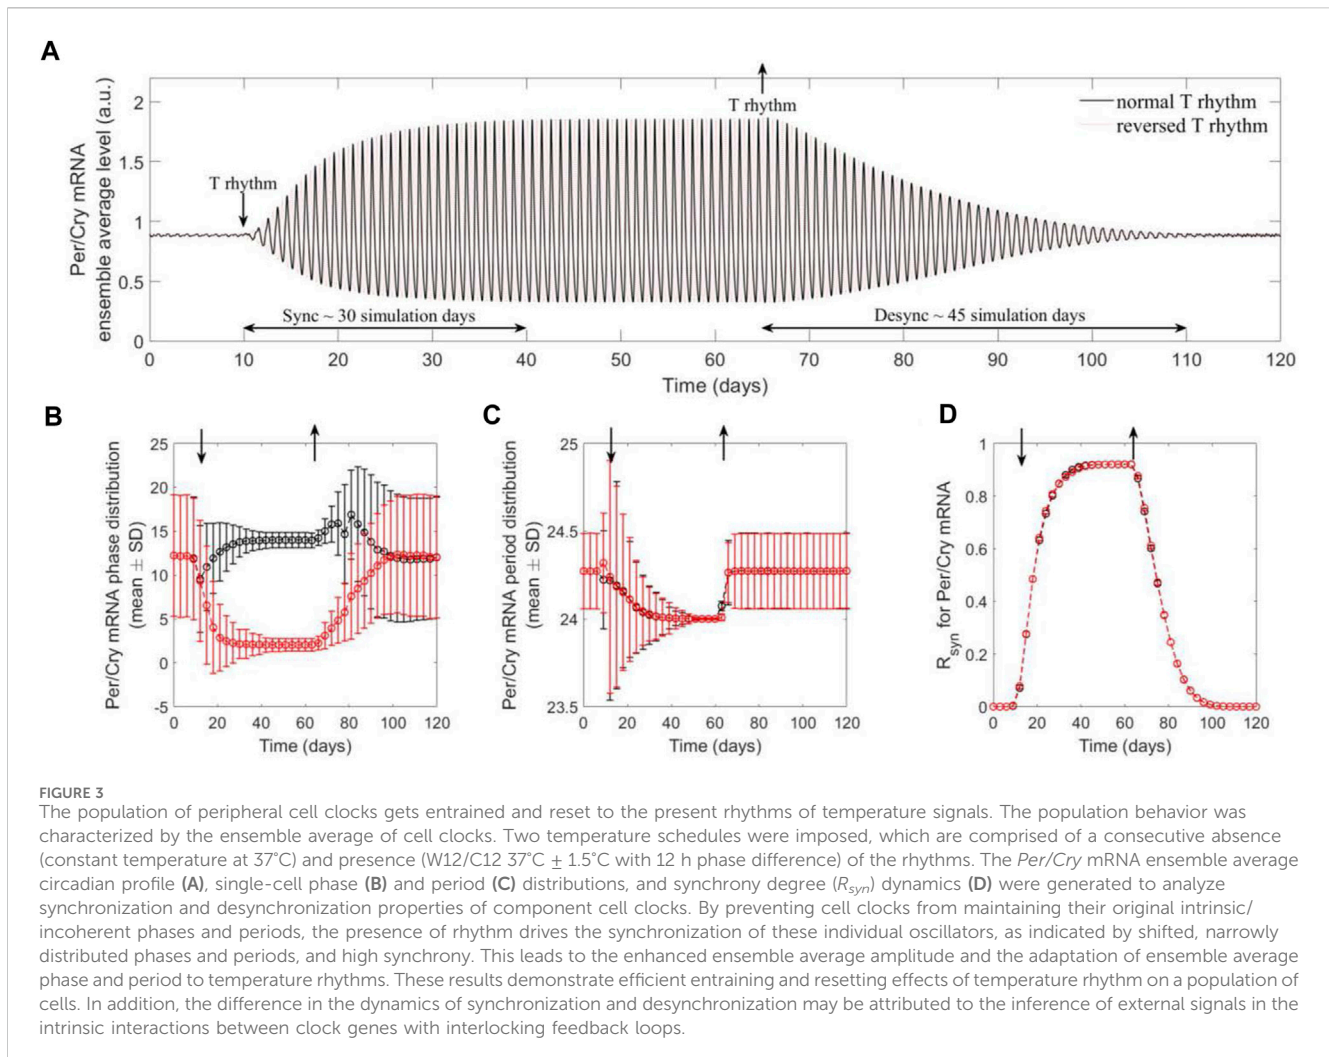 A
Per/Cry mRNA
ensemble average level (a.u.)
2
1.5
1
0.5
0
T rhythm
T rhythm
normal T rhythm
reversed T rhythm
Sync ~ 30 simulation days
Desync ~ 45 simulation days
0 10 20 30 40 50 60 70 80 90 100 110 120
Time (days)
B
Per/Cry mRNA phase distribution
(mean ± SD)
25
20
15
10
5
0
-5
0 20 40 60 80 100 120
Time (days)
C
Per/Cry mRNA period distribution
(mean ± SD)
25
24.5
24
23.5
0 20 40 60 80 100 120
Time (days)
D
Rsyn for Per/Cry mRNA
1
0.8
0.6
0.4
0.2
0
0 20 40 60 80 100 120
Time (days)
FIGURE 3
The population of peripheral cell clocks gets entrained and reset to the present rhythms of temperature signals. The population behavior was
characterized by the ensemble average of cell clocks. Two temperature schedules were imposed, which are comprised of a consecutive absence
(constant temperature at 37°C) and presence (W12/C12 37°C ± 1.5°C with 12 h phase difference) of the rhythms. The Per/Cry mRNA ensemble average
circadian profile (A), single-cell phase (B) and period (C) distributions, and synchrony degree (Rsyn) dynamics (D) were generated to analyze
synchronization and desynchronization properties of component cell clocks. By preventing cell clocks from maintaining their original intrinsic/
incoherent phases and periods, the presence of rhythm drives the synchronization of these individual oscillators, as indicated by shifted, narrowly
distributed phases and periods, and high synchrony. This leads to the enhanced ensemble average amplitude and the adaptation of ensemble average
phase and period to temperature rhythms. These results demonstrate efficient entraining and resetting effects of temperature rhythm on a population of
cells. In addition, the difference in the dynamics of synchronization and desynchronization may be attributed to the inference of external signals in the
intrinsic interactions between clock genes with interlocking feedback loops.